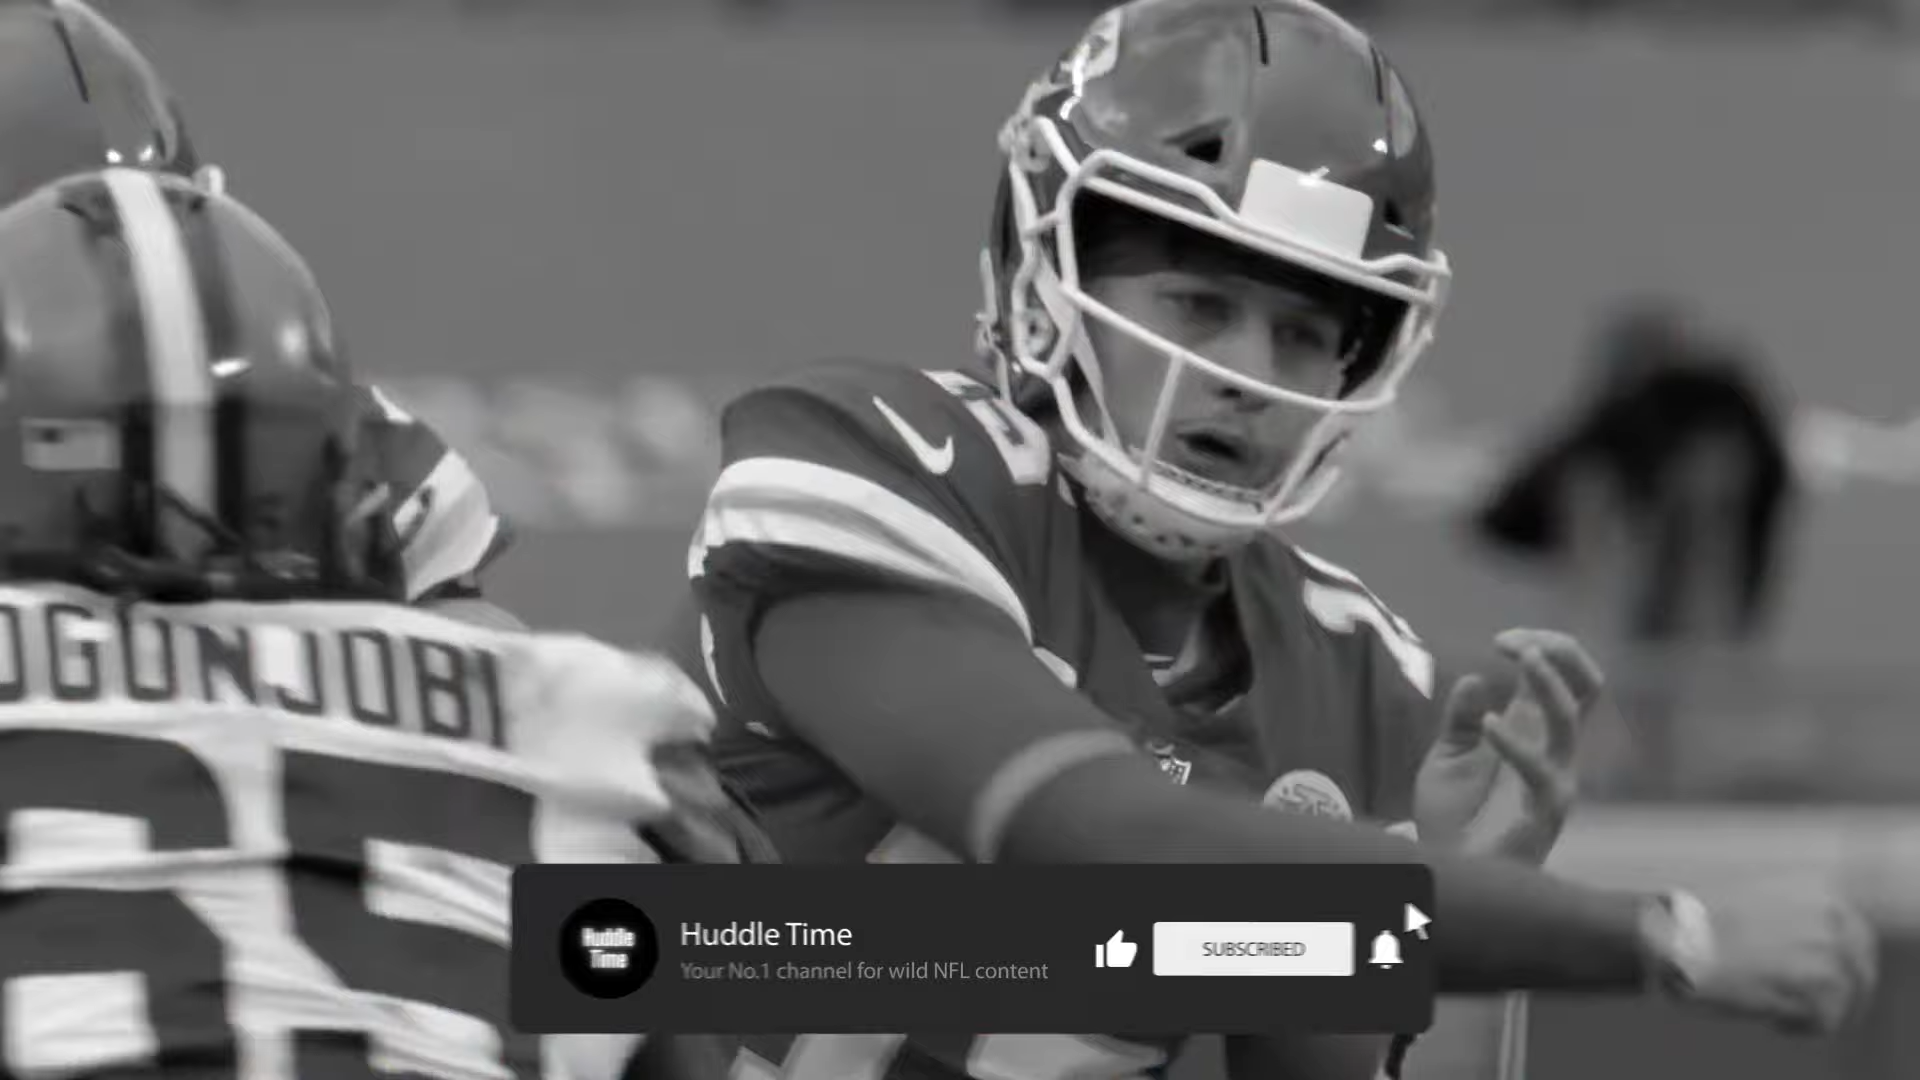 OGUNJOBI
Huddle
Time
Huddle Time
Your No.1 channel for wild NFL content
SUBSCRIBED